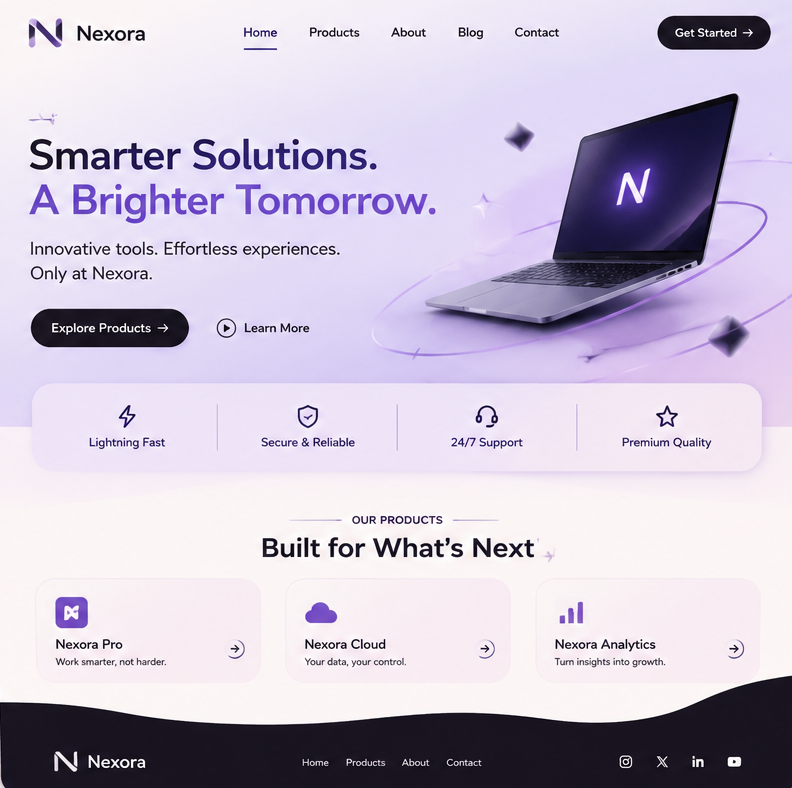 Nexora
Home Products About Blog Contact
Get Started →
Smarter Solutions.
A Brighter Tomorrow.
Innovative tools. Effortless experiences.
Only at Nexora.
Explore Products →
Learn More
N
Lightning Fast
Secure & Reliable
24/7 Support
Premium Quality
OUR PRODUCTS
Built for What’s Next
Nexora Pro
Work smarter, not harder.
Nexora Cloud
Your data, your control.
Nexora Analytics
Turn insights into growth.
Nexora
Home Products About Contact